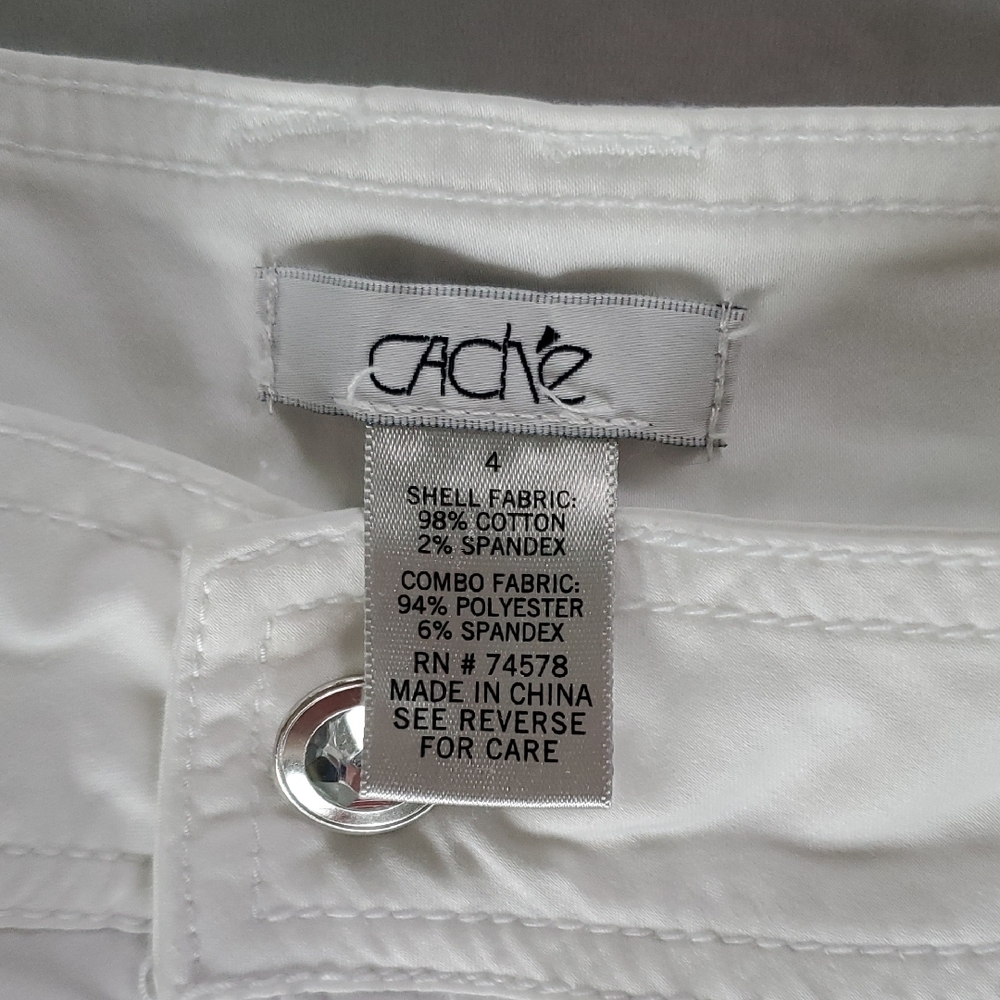 CAChé
4
SHELL FABRIC:
98% COTTON
2% SPANDEX
COMBO FABRIC:
94% POLYESTER
6% SPANDEX
RN # 74578
MADE IN CHINA
SEE REVERSE
FOR CARE